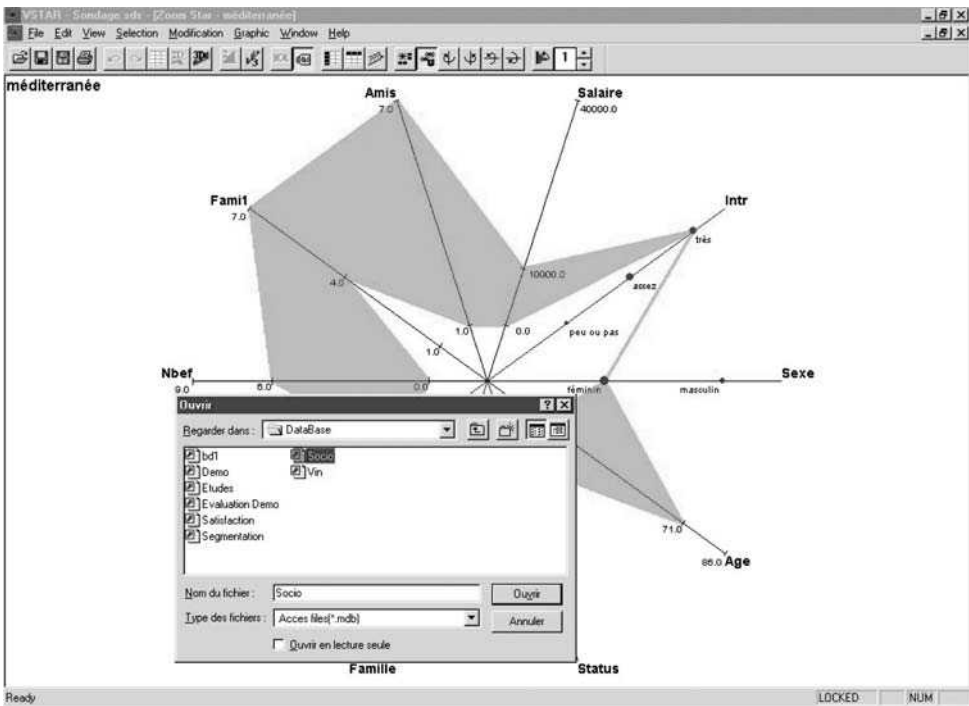 VSTAR - Sondage.sds - [Zoom Star - méditerranée]
File Edit View Selection Modification Graphic Window Help
1
méditerranée
Amis
7.0
Salaire
40000.0
Fami1
7.0
Intr
très
4.0
10000.0
assez
1.0
0.0
peu ou pas
1.0
Nbef
9.0
6.0
0.0
féminin
masculin
Sexe
Ouvrir
Regarder dans : DataBase
bd1
Demo
Etudes
Evaluation Demo
Satisfaction
Segmentation
Socio
Vin
Nom du fichier : Socio
Ouvrir
Type des fichiers : Acces files(*.mdb)
Annuler
Ouvrir en lecture seule
71.0
86.0 Age
Famille
Status
Ready
LOCKED
NUM